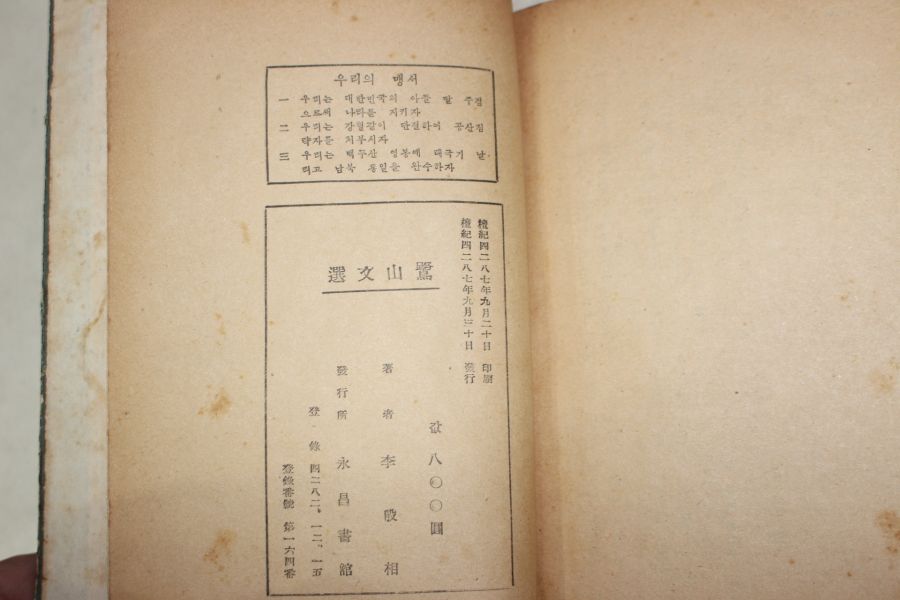 우리의 맹서
一 우리는 대한민국의 아들 딸 주검
으로써 나라를 지키자
二 우리는 강철같이 단결하여 공산침
략자를 처부시자
三 우리는 백두산 영봉에 태극기 날
리고 남북 통일을 완수하자
檀紀四二八七年九月二十日 印刷
檀紀四二八七年九月三十日 發行
鷺山文選
값 八〇〇圓
著者 李殷相
發行所 永昌書館
登錄 四二八二、一二、一五
登錄番號 第一六四番